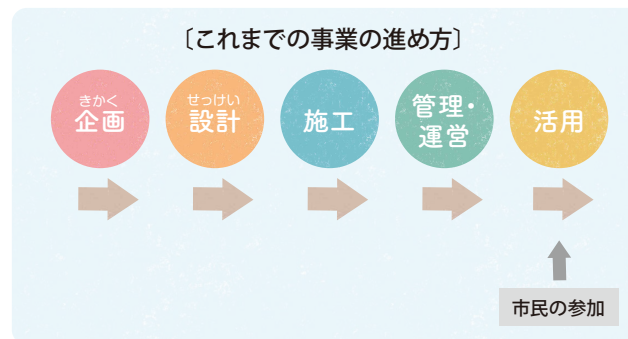 〔これまでの事業の進め方〕
きかく
企画
せっけい
設計
施工
管理・
運営
活用
市民の参加